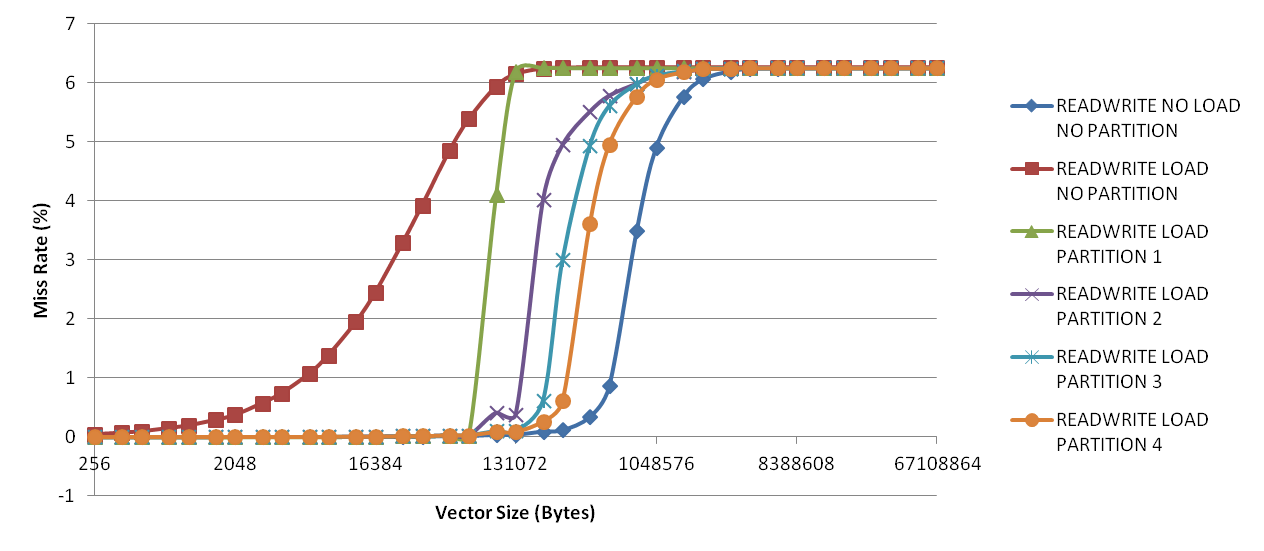 7
6
5
4
3
2
1
0
-1
Miss Rate (%)
256 2048 16384 131072 1048576 8388608 67108864
Vector Size (Bytes)
READWRITE NO LOAD
NO PARTITION
READWRITE LOAD
NO PARTITION
READWRITE LOAD
PARTITION 1
READWRITE LOAD
PARTITION 2
READWRITE LOAD
PARTITION 3
READWRITE LOAD
PARTITION 4